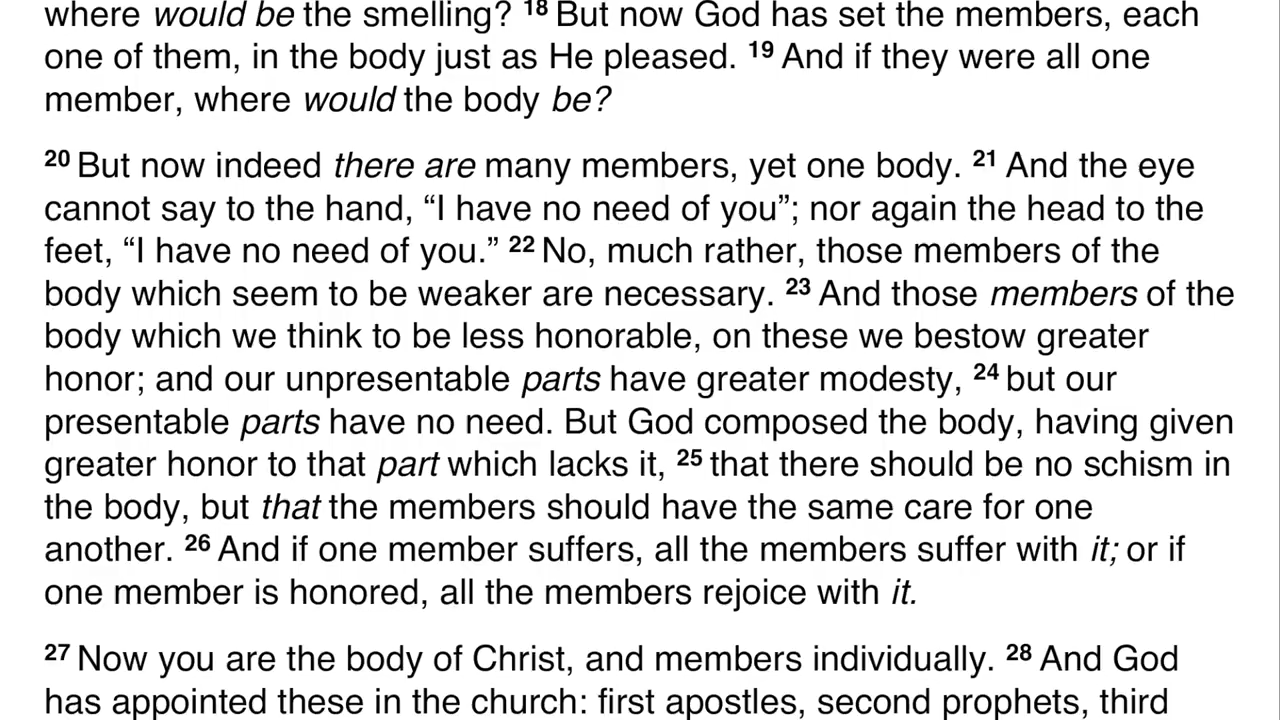 where would be the smelling? 18 But now God has set the members, each
one of them, in the body just as He pleased. 19 And if they were all one
member, where would the body be?
20 But now indeed there are many members, yet one body. 21 And the eye
cannot say to the hand, “I have no need of you”; nor again the head to the
feet, “I have no need of you.” 22 No, much rather, those members of the
body which seem to be weaker are necessary. 23 And those members of the
body which we think to be less honorable, on these we bestow greater
honor; and our unpresentable parts have greater modesty, 24 but our
presentable parts have no need. But God composed the body, having given
greater honor to that part which lacks it, 25 that there should be no schism in
the body, but that the members should have the same care for one
another. 26 And if one member suffers, all the members suffer with it; or if
one member is honored, all the members rejoice with it.
27 Now you are the body of Christ, and members individually. 28 And God
has appointed these in the church: first apostles, second prophets, third